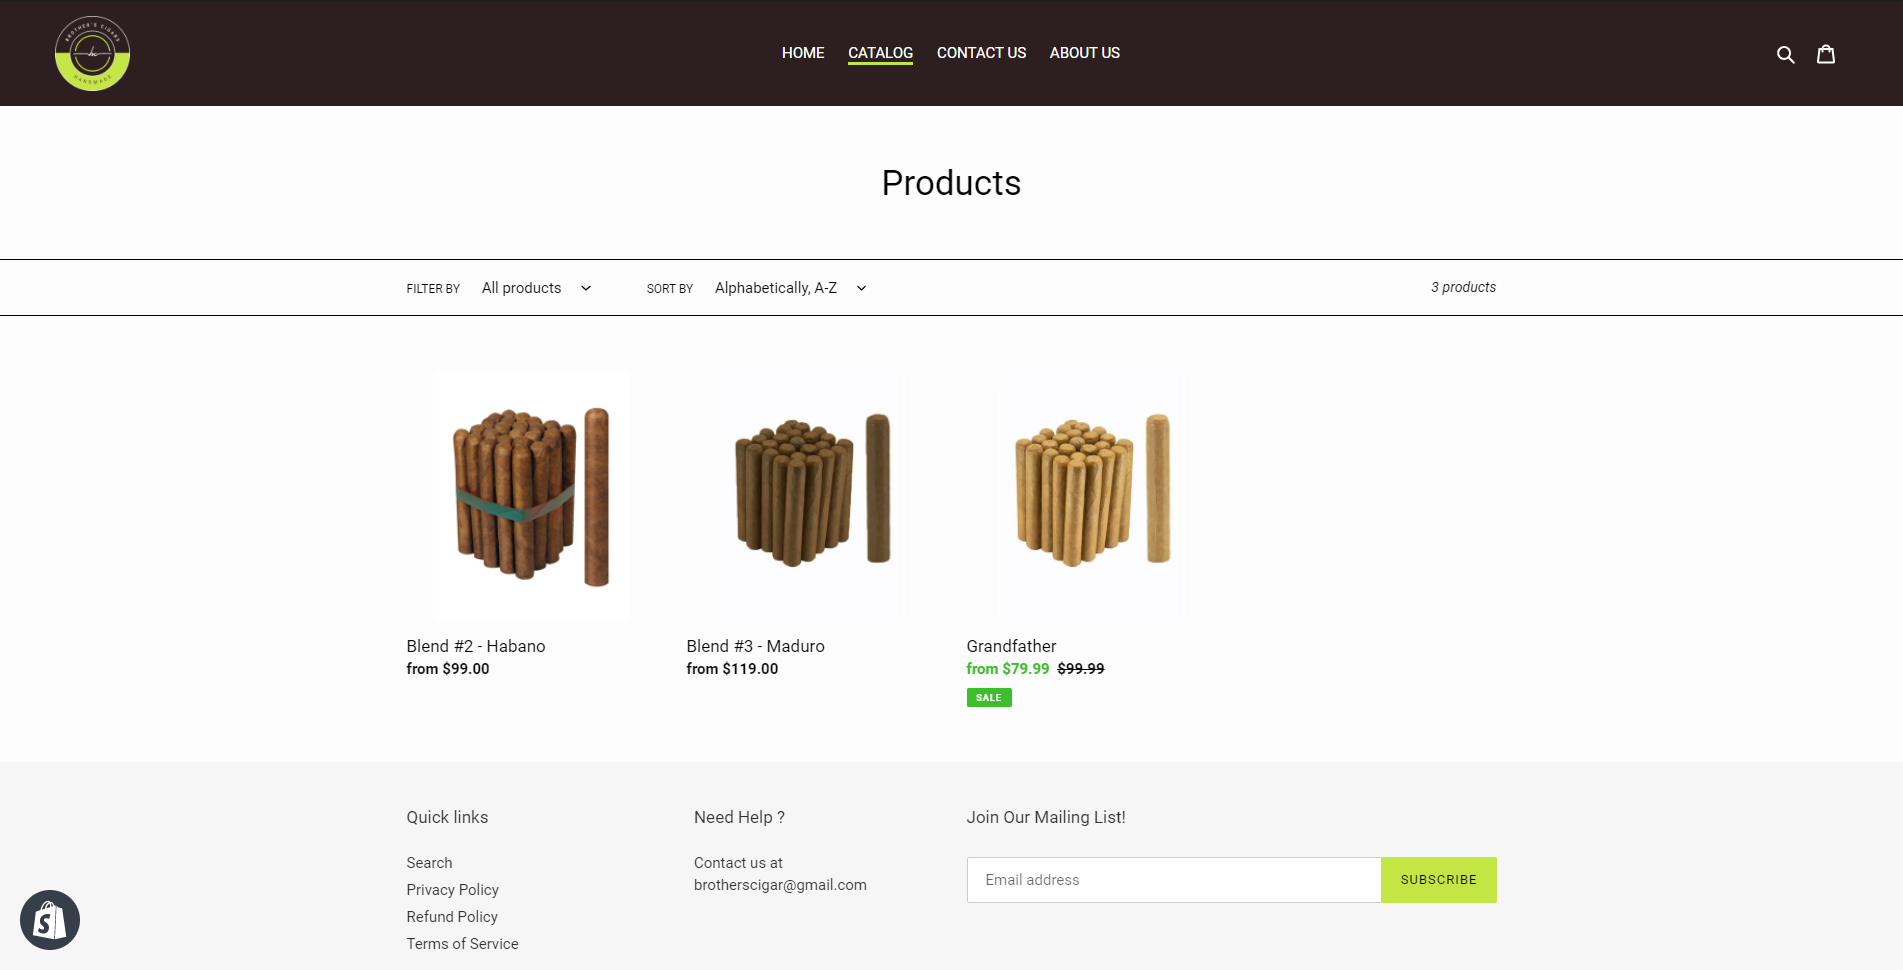 BROTHER'S CIGARS
HANDMADE
HOME CATALOG CONTACT US ABOUT US
Products
FILTER BY All products SORT BY Alphabetically, A-Z 3 products
Blend #2 - Habano
from $99.00
Blend #3 - Maduro
from $119.00
Grandfather
from $79.99 $99.99
SALE
Quick links
Search
Privacy Policy
Refund Policy
Terms of Service
Need Help ?
Contact us at
brotherscigar@gmail.com
Join Our Mailing List!
Email address SUBSCRIBE